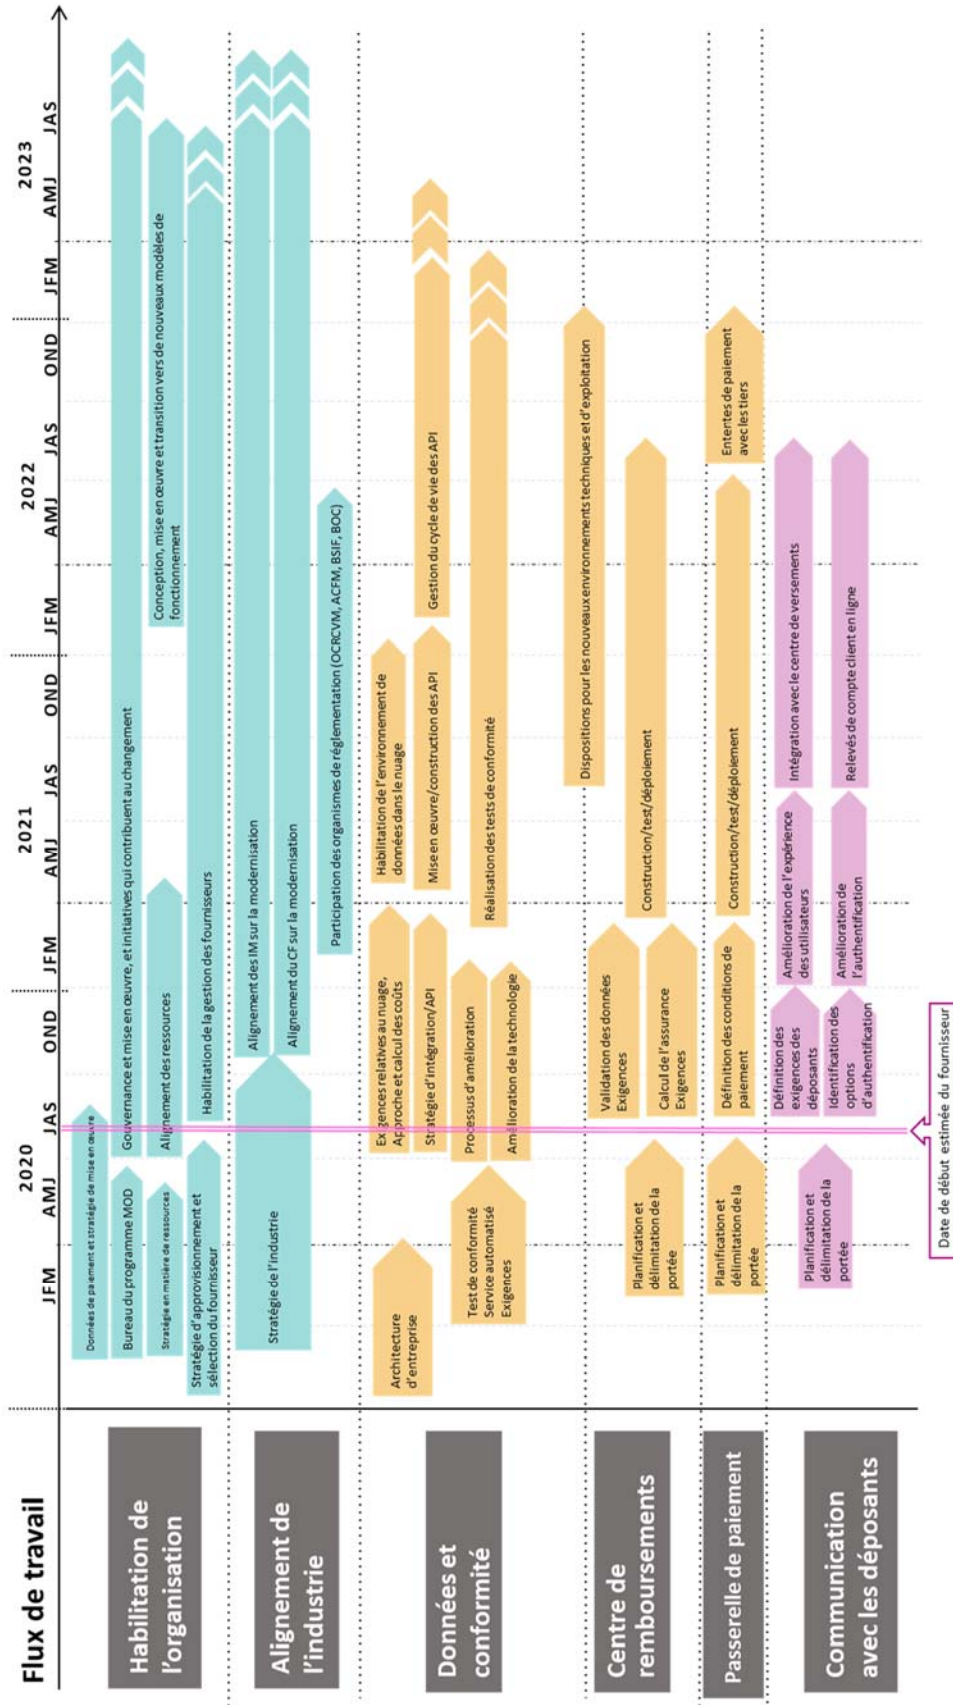 Flux de travail
2020
2021
2022
2023
JFM
AMJ
JAS
OND
JFM
AMJ
JAS
OND
JFM
AMJ
JAS
OND
JFM
AMJ
JAS
Habilitation de
l'organisation
Données de paiement et stratégie de mise en œuvre
Bureau du programme MOD
Gouvernance et mise en œuvre, et initiatives qui contribuent au changement
Stratégie en matière de ressources
Alignement des ressources
Conception, mise en œuvre et transition vers de nouveaux modèles de
fonctionnement
Stratégie d'approvisionnement et
sélection du fournisseur
Habilitation de la gestion des fournisseurs
Alignement de
l'industrie
Stratégie de l'industrie
Alignement des IM sur la modernisation
Alignement du CF sur la modernisation
Participation des organismes de réglementation (OCRCVM, ACFM, BSIF, BOC)
Données et
conformité
Architecture
d'entreprise
Exigences relatives au nuage,
Approche et calcul des coûts
Habilitation de l'environnement de
données dans le nuage
Stratégie d'intégration/API
Mise en œuvre/construction des API
Gestion du cycle de vie des API
Test de conformité
Service automatisé
Exigences
Processus d'amélioration
Amélioration de la technologie
Réalisation des tests de conformité
Centre de
remboursements
Dispositions pour les nouveaux environnements techniques et d'exploitation
Planification et
délimitation de la
portée
Validation des données
Exigences
Calcul de l'assurance
Exigences
Construction/test/déploiement
Passerelle de paiement
Planification et
délimitation de la
portée
Définition des conditions de
paiement
Construction/test/déploiement
Ententes de paiement
avec les tiers
Communication
avec les déposants
Planification et
délimitation de la
portée
Définition des
exigences des
déposants
Amélioration de l'expérience
des utilisateurs
Intégration avec le centre de versements
Identification des
options
d'authentification
Amélioration de
l'authentification
Relevés de compte client en ligne
Date de début estimée du fournisseur